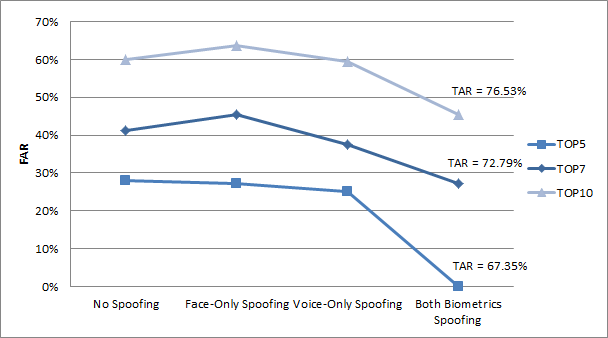 70%
60%
50%
40%
30%
20%
10%
0%
FAR
TAR = 76.53%
TAR = 72.79%
TAR = 67.35%
TOP5
TOP7
TOP10
No Spoofing
Face-Only Spoofing
Voice-Only Spoofing
Both Biometrics
Spoofing